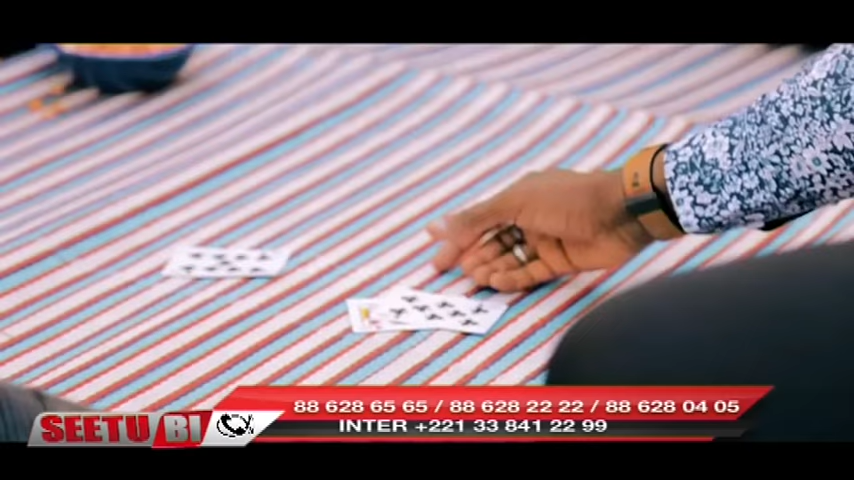 88 628 65 65 / 88 628 22 22 / 88 628 04 05
SEETU BI
INTER +221 33 841 22 99